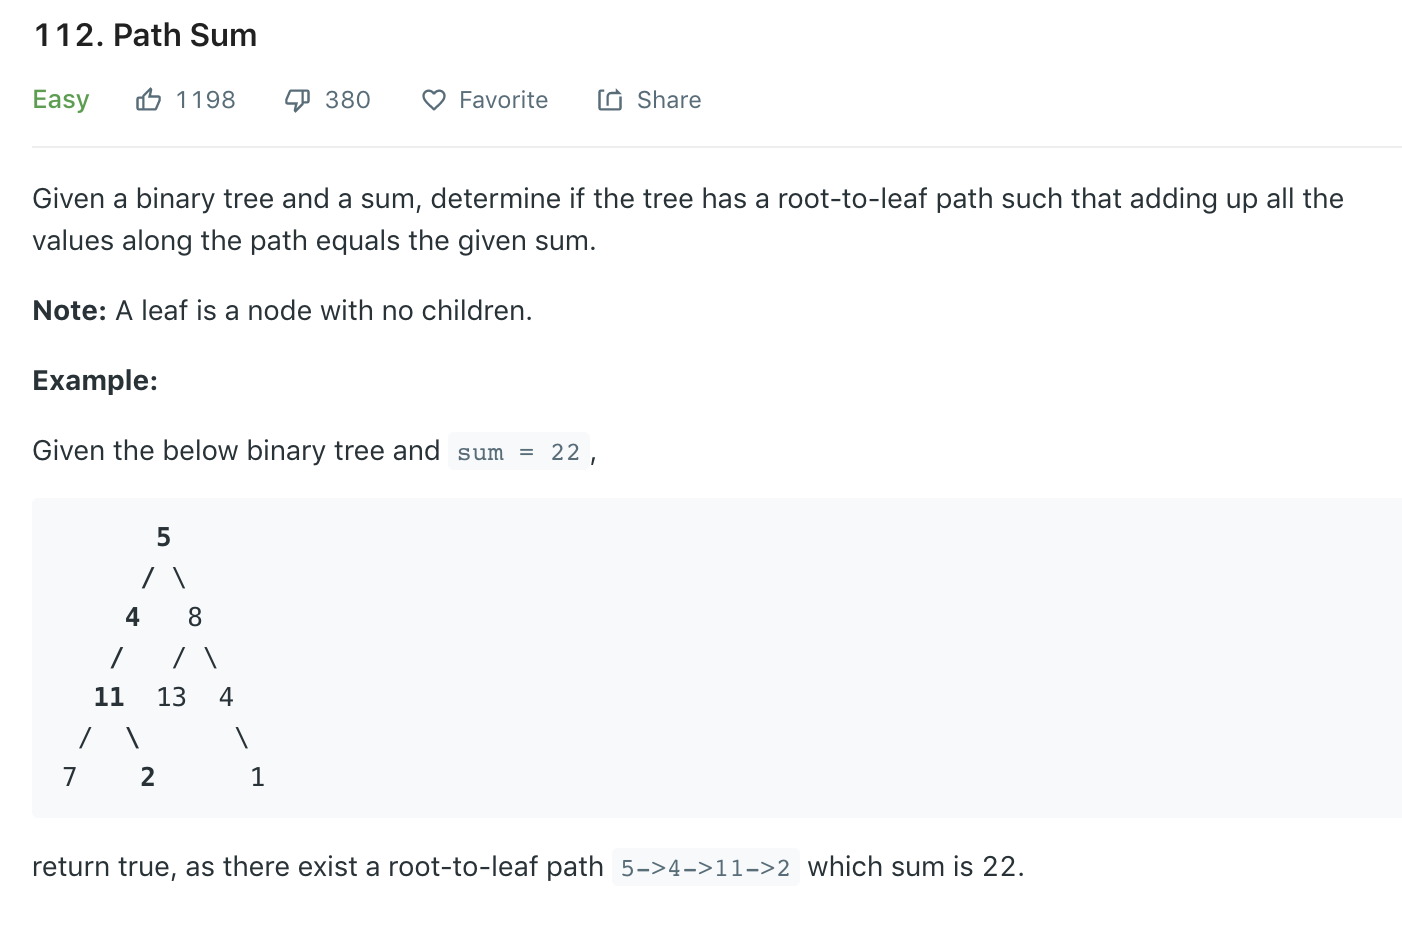 112. Path Sum
Easy 1198 380 Favorite Share
Given a binary tree and a sum, determine if the tree has a root-to-leaf path such that adding up all the
values along the path equals the given sum.
Note: A leaf is a node with no children.
Example:
Given the below binary tree and sum = 22,
      5
     / \
    4   8
   /   / \
  11  13  4
 /  \      \
7    2      1
return true, as there exist a root-to-leaf path 5->4->11->2 which sum is 22.